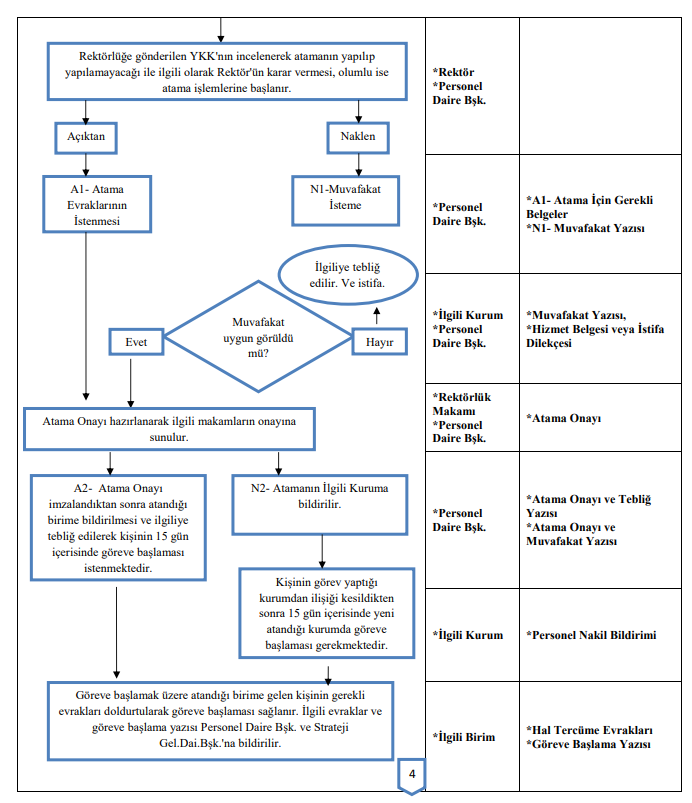 Rektörlüğe gönderilen YKK'nın incelenerek atamanın yapılıp
yapılamayacağı ile ilgili olarak Rektör'ün karar vermesi, olumlu ise
atama işlemlerine başlanır.
*Rektör
*Personel
Daire Bşk.
Açıktan
Naklen
A1- Atama
Evraklarının
İstenmesi
N1-Muvafakat
İsteme
*Personel
Daire Bşk.
*A1- Atama İçin Gerekli
Belgeler
*N1- Muvafakat Yazısı
İlgiliye tebliğ
edilir. Ve istifa.
Muvafakat
uygun görüldü
mü?
Evet
Hayır
*İlgili Kurum
*Personel
Daire Bşk.
*Muvafakat Yazısı,
*Hizmet Belgesi veya İstifa
Dilekçesi
Atama Onayı hazırlanarak ilgili makamların onayına
sunulur.
*Rektörlük
Makamı
*Personel
Daire Bşk.
*Atama Onayı
A2-  Atama Onayı
imzalandıktan sonra atandığı
birime bildirilmesi ve ilgiliye
tebliğ edilerek kişinin 15 gün
içerisinde göreve başlaması
istenmektedir.
N2- Atamanın İlgili Kuruma
bildirilir.
*Personel
Daire Bşk.
*Atama Onayı ve Tebliğ
Yazısı
*Atama Onayı ve
Muvafakat Yazısı
Kişinin görev yaptığı
kurumdan ilişiği kesildikten
sonra 15 gün içerisinde yeni
atandığı kurumda göreve
başlaması gerekmektedir.
*İlgili Kurum
*Personel Nakil Bildirimi
Göreve başlamak üzere atandığı birime gelen kişinin gerekli
evrakları doldurtularak göreve başlaması sağlanır. İlgili evraklar ve
göreve başlama yazısı Personel Daire Bşk. ve Strateji
Gel.Dai.Bşk.'na bildirilir.
*İlgili Birim
*Hal Tercüme Evrakları
*Göreve Başlama Yazısı
4